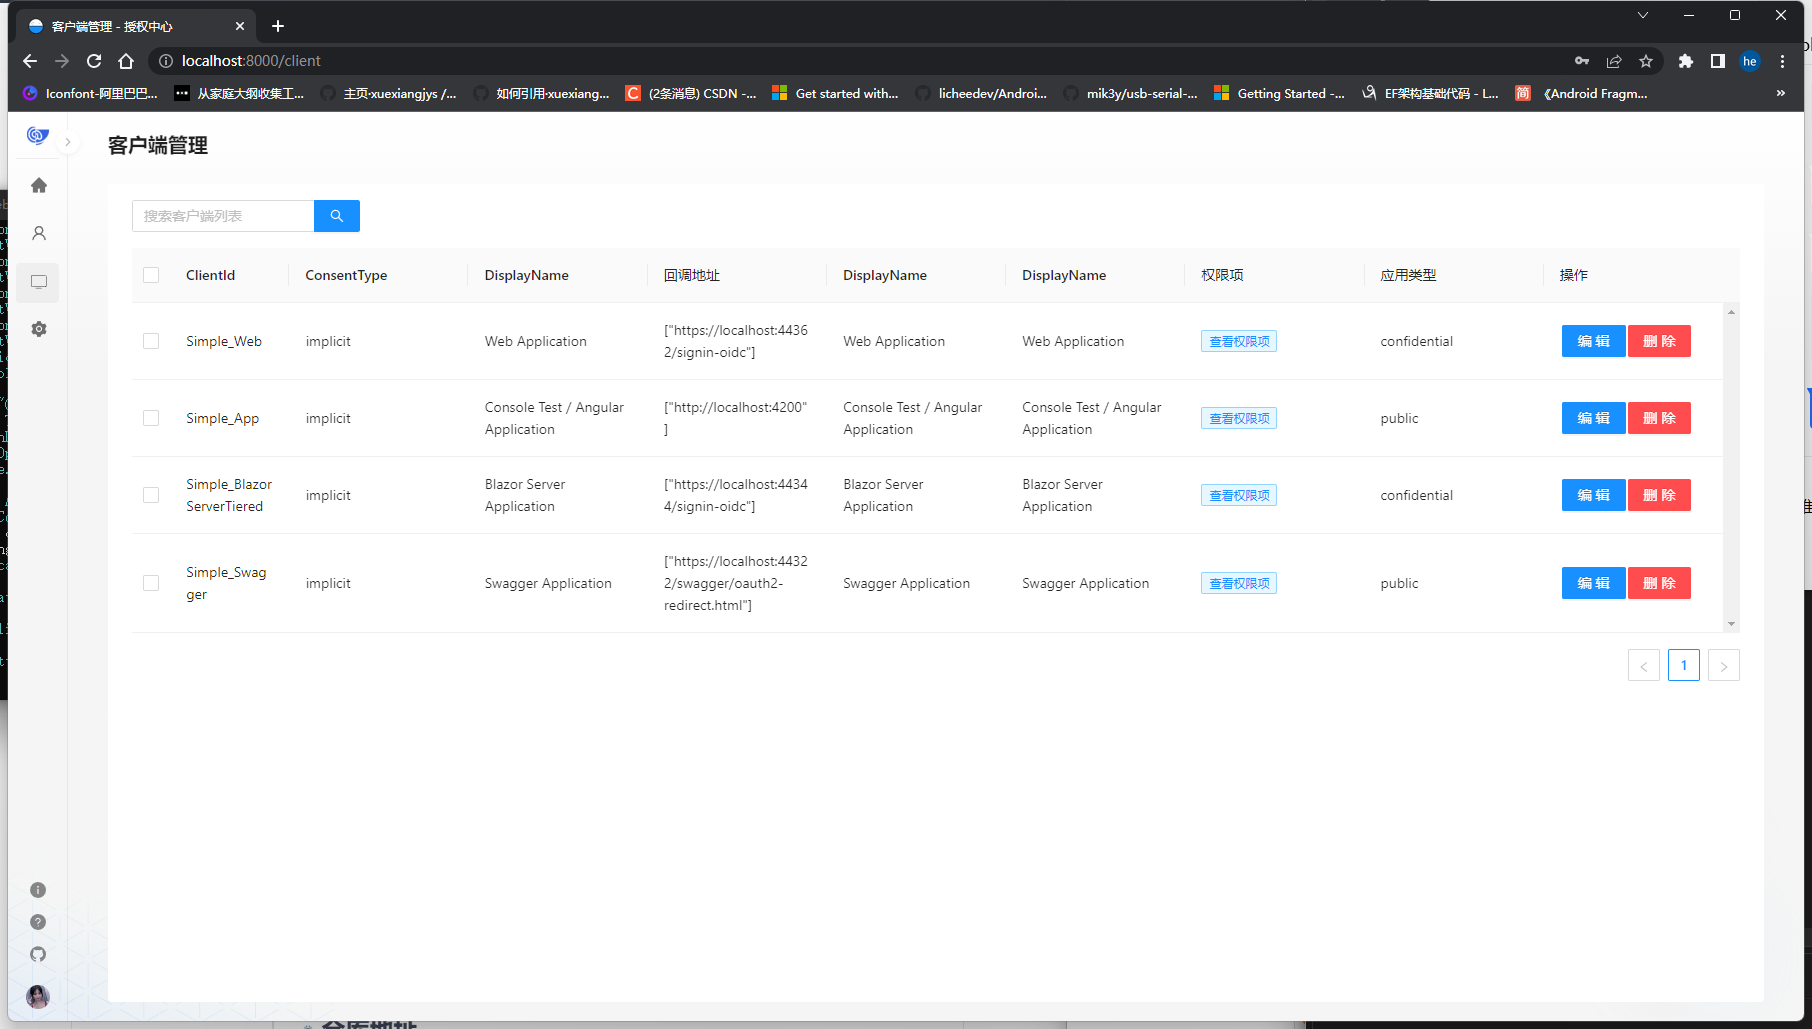 客户端管理 - 授权中心
localhost:8000/client
he
Iconfont-阿里巴巴...
从家庭大纲收集工...
主页·xuexiangjys /...
如何引用·xuexiang...
(2条消息) CSDN -...
Get started with...
licheedev/Androi...
mik3y/usb-serial-...
Getting Started -...
EF架构基础代码 - L...
简
《Android Fragm...
客户端管理
搜索客户端列表
ClientId ConsentType DisplayName 回调地址 DisplayName DisplayName 权限项 应用类型 操作
Simple_Web
implicit
Web Application
["https://localhost:4436
2/signin-oidc"]
Web Application
Web Application
查看权限项
confidential
编 辑
删 除
Simple_App
implicit
Console Test / Angular
Application
["http://localhost:4200"
]
Console Test / Angular
Application
Console Test / Angular
Application
查看权限项
public
编 辑
删 除
Simple_Blazor
ServerTiered
implicit
Blazor Server
Application
["https://localhost:4434
4/signin-oidc"]
Blazor Server
Application
Blazor Server
Application
查看权限项
confidential
编 辑
删 除
Simple_Swag
ger
implicit
Swagger Application
["https://localhost:4432
2/swagger/oauth2-
redirect.html"]
Swagger Application
Swagger Application
查看权限项
public
编 辑
删 除
< 1 >